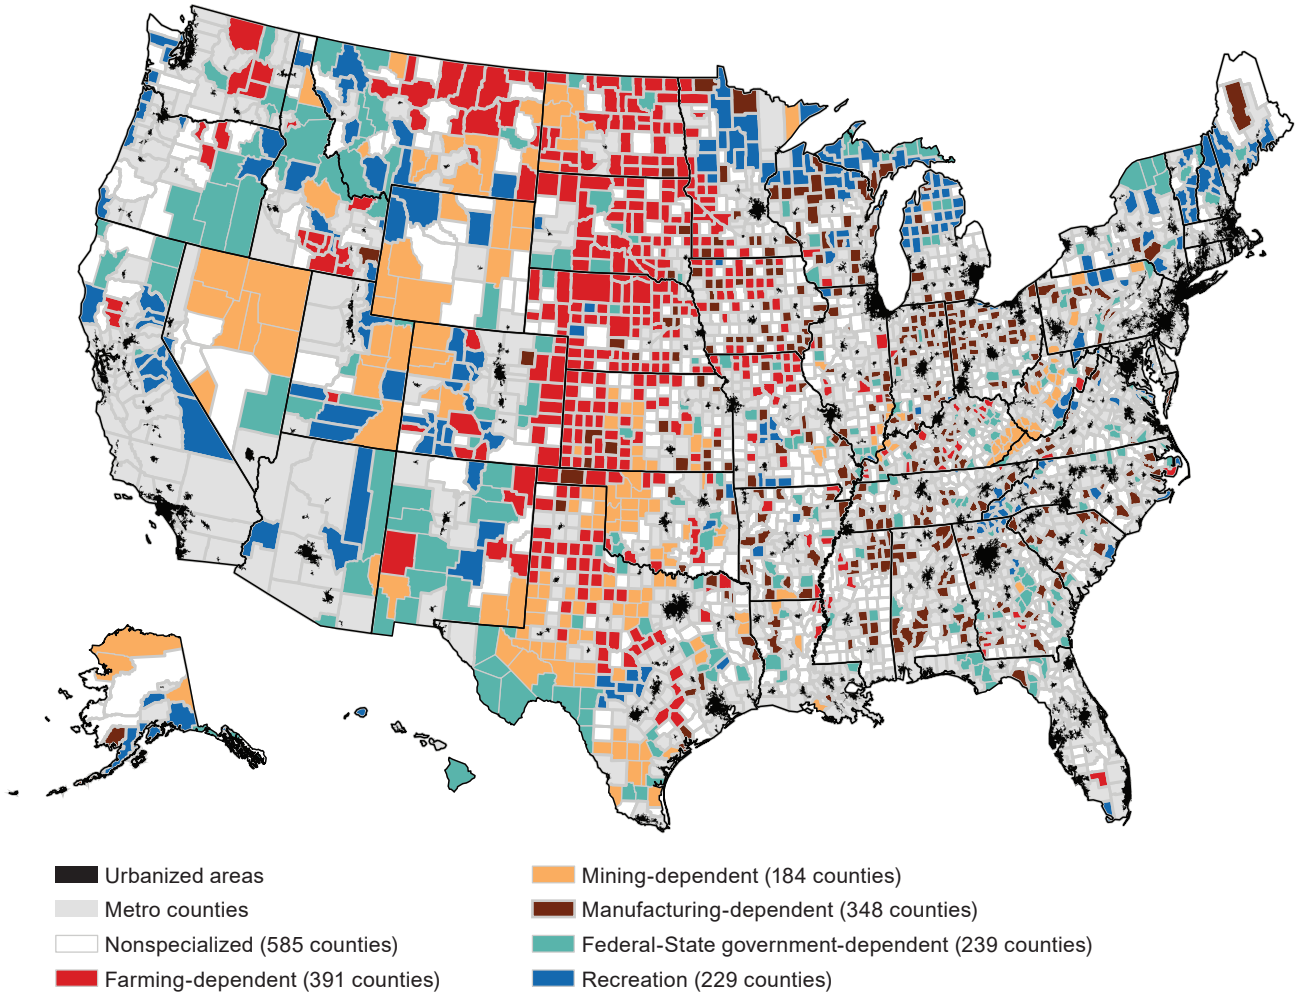 Urbanized areas
Metro counties
Nonspecialized (585 counties)
Farming-dependent (391 counties)
Mining-dependent (184 counties)
Manufacturing-dependent (348 counties)
Federal-State government-dependent (239 counties)
Recreation (229 counties)